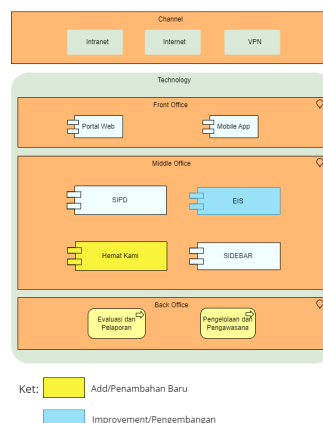 Channel
Intranet
Internet
VPN
Technology
Front Office
Portal Web
Mobile App
Middle Office
SIPD
EIS
Hemat Kami
SIDEBAR
Back Office
Evaluasi dan
Pelaporan
Pengelolaan dan
Pengawasana
Ket:
Add/Penambahan Baru
Improvement/Pengembangan